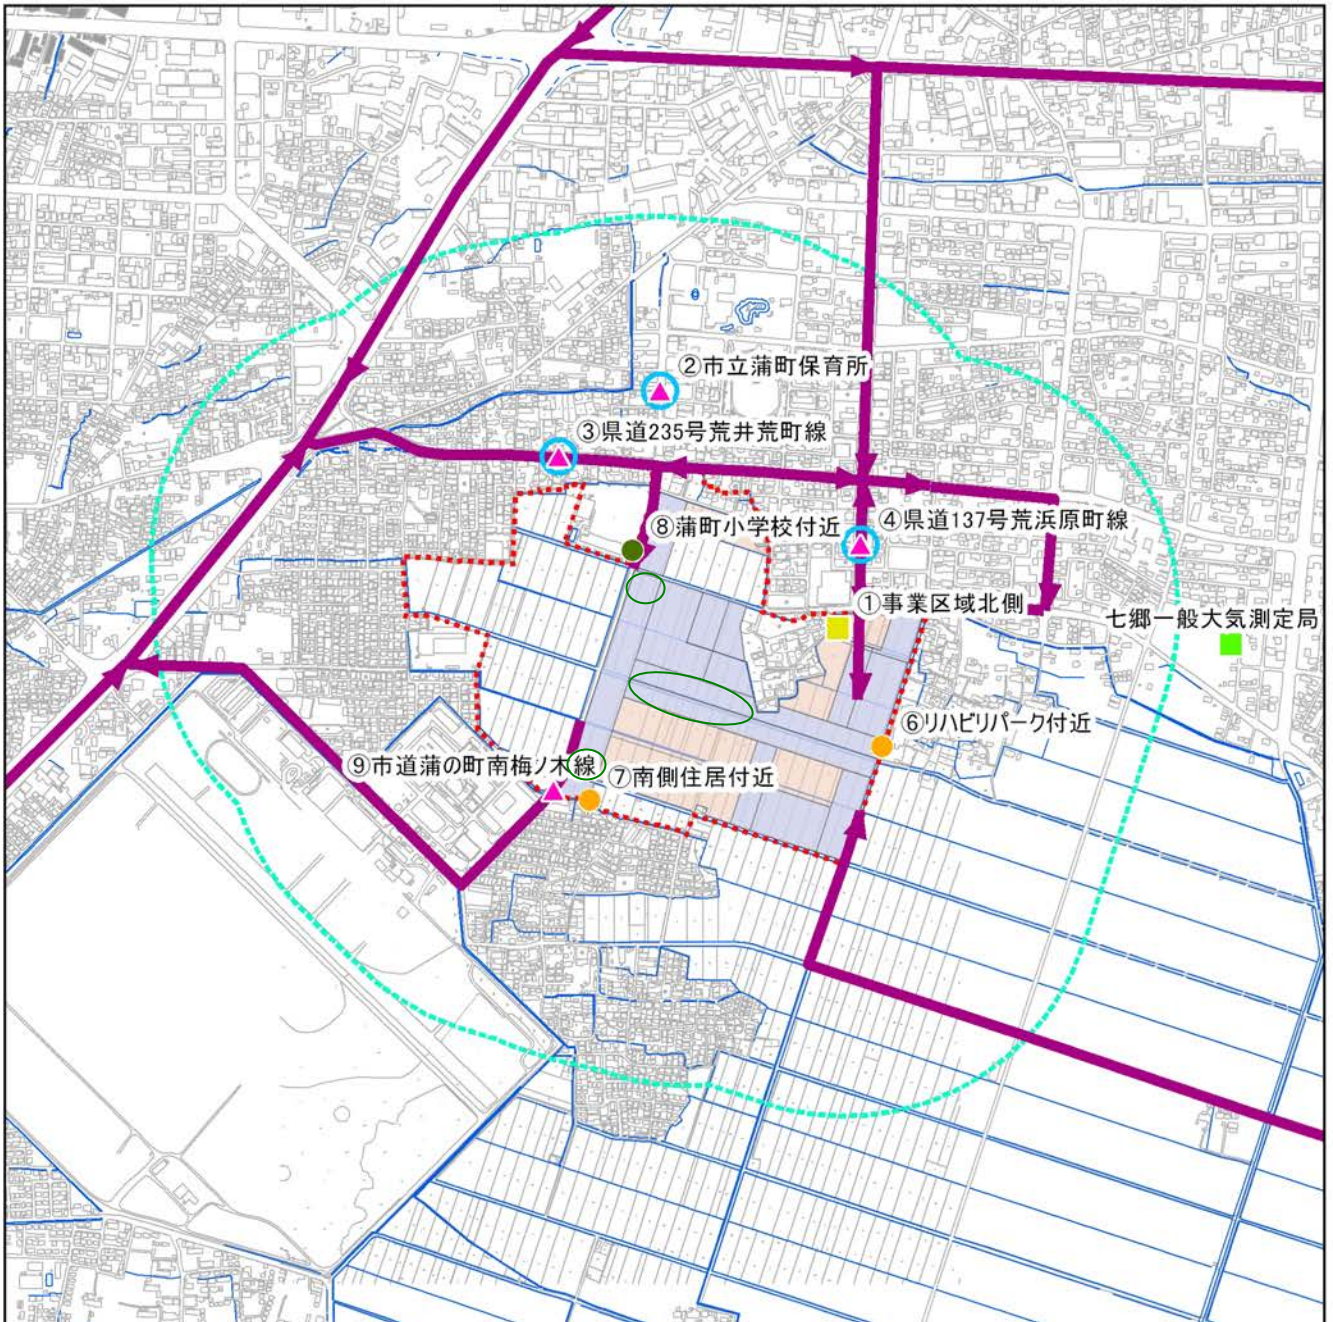 ②市立蒲町保育所
③県道235号荒井荒町線
⑧蒲町小学校付近
④県道137号荒浜原町線
①事業区域北側
七郷一般大気測定局
⑥リハビリパーク付近
⑨市道蒲の町南梅ノ木線
⑦南側住居付近